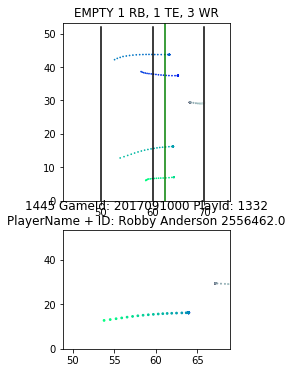 EMPTY 1 RB, 1 TE, 3 WR
50
40
30
20
10
0
50 60 70
1445 GameId: 2017091000 PlayId: 1332
PlayerName + ID: Robby Anderson 2556462.0
40
20
0
50 55 60 65